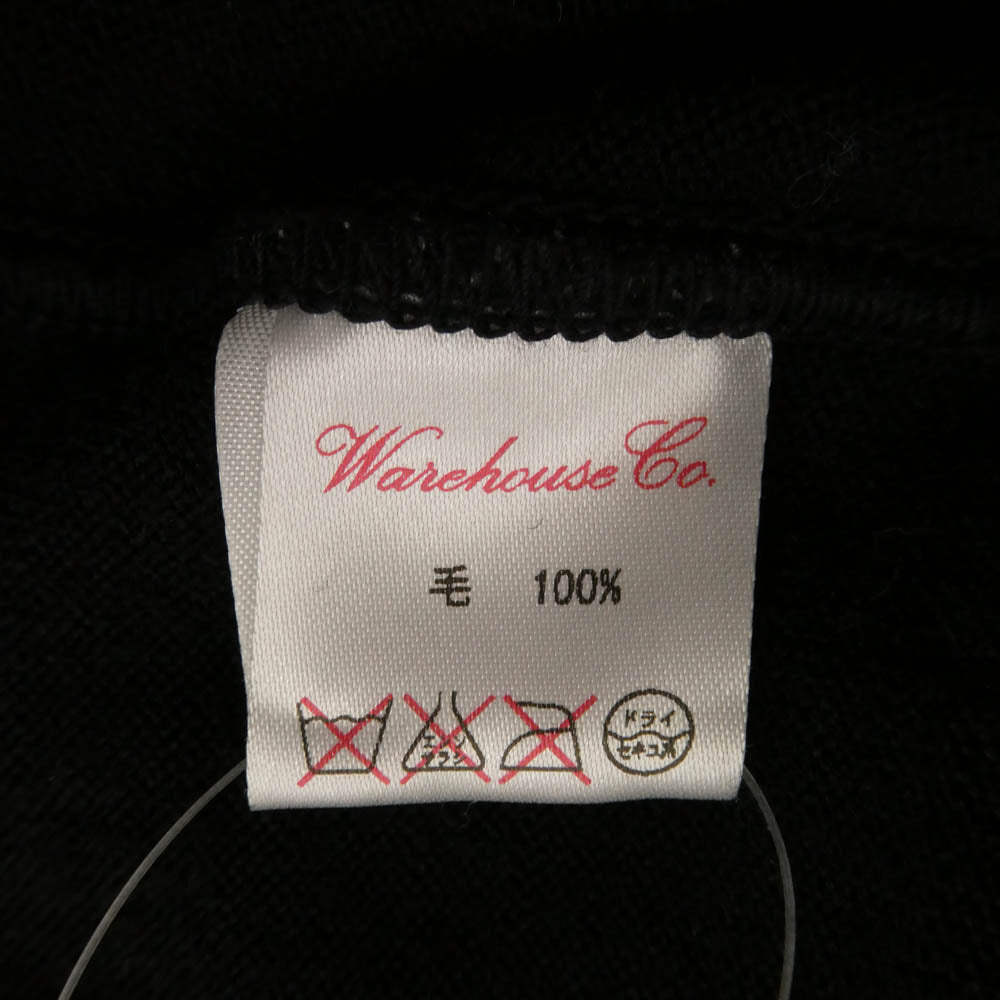 Warehouse Co.
毛 100%
エンソ
サラシ
ドライ
セキユ系